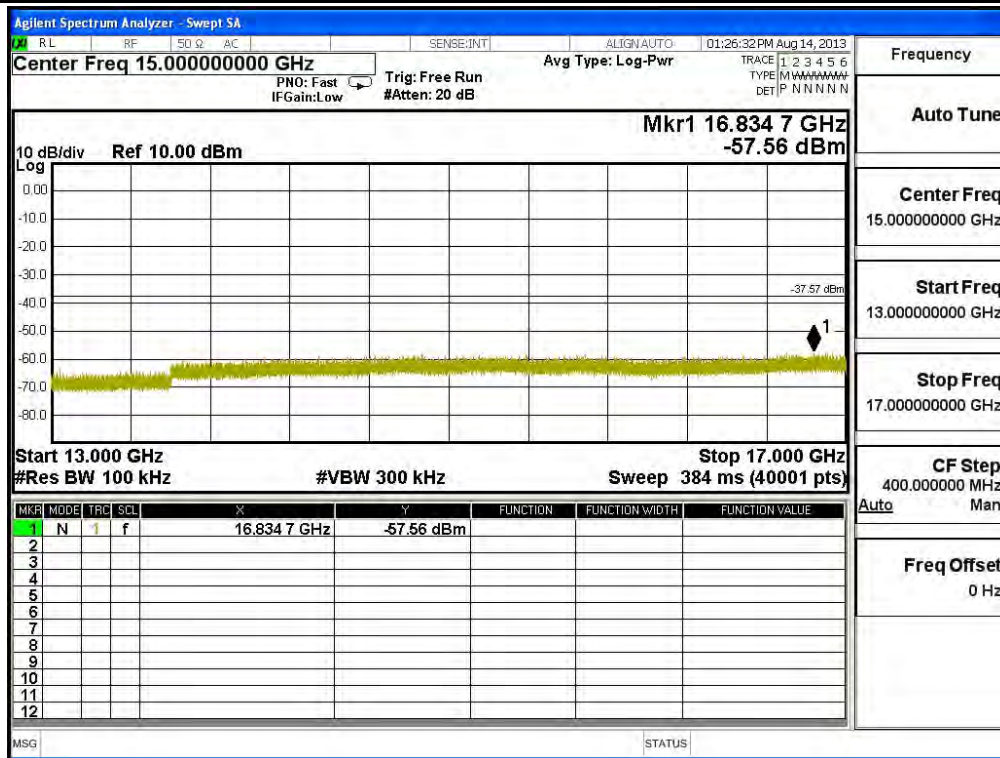 Agilent Spectrum Analyzer - Swept SA
RL RF 50 Ω AC SENSE:INT ALIGNAUTO 01:26:32 PM Aug 14, 2013
Center Freq 15.000000000 GHz
PNO: Fast
IFGain:Low
Trig: Free Run
#Atten: 20 dB
Avg Type: Log-Pwr
TRACE 1 2 3 4 5 6
TYPE M WWWWW
DET P N N N N N
Mkr1 16.834 7 GHz
-57.56 dBm
10 dB/div Ref 10.00 dBm
Log
0.00
-10.0
-20.0
-30.0
-37.57 dBm
-40.0
-50.0
1
-60.0
-70.0
-80.0
Start 13.000 GHz Stop 17.000 GHz
#Res BW 100 kHz #VBW 300 kHz Sweep 384 ms (40001 pts)
MKR MODE TRC SCL X Y FUNCTION FUNCTION WIDTH FUNCTION VALUE
1 N 1 f 16.834 7 GHz -57.56 dBm
2
3
4
5
6
7
8
9
10
11
12
MSG STATUS
Frequency
Auto Tune
Center Freq
15.000000000 GHz
Start Freq
13.000000000 GHz
Stop Freq
17.000000000 GHz
CF Step
400.000000 MHz
Auto Man
Freq Offset
0 Hz